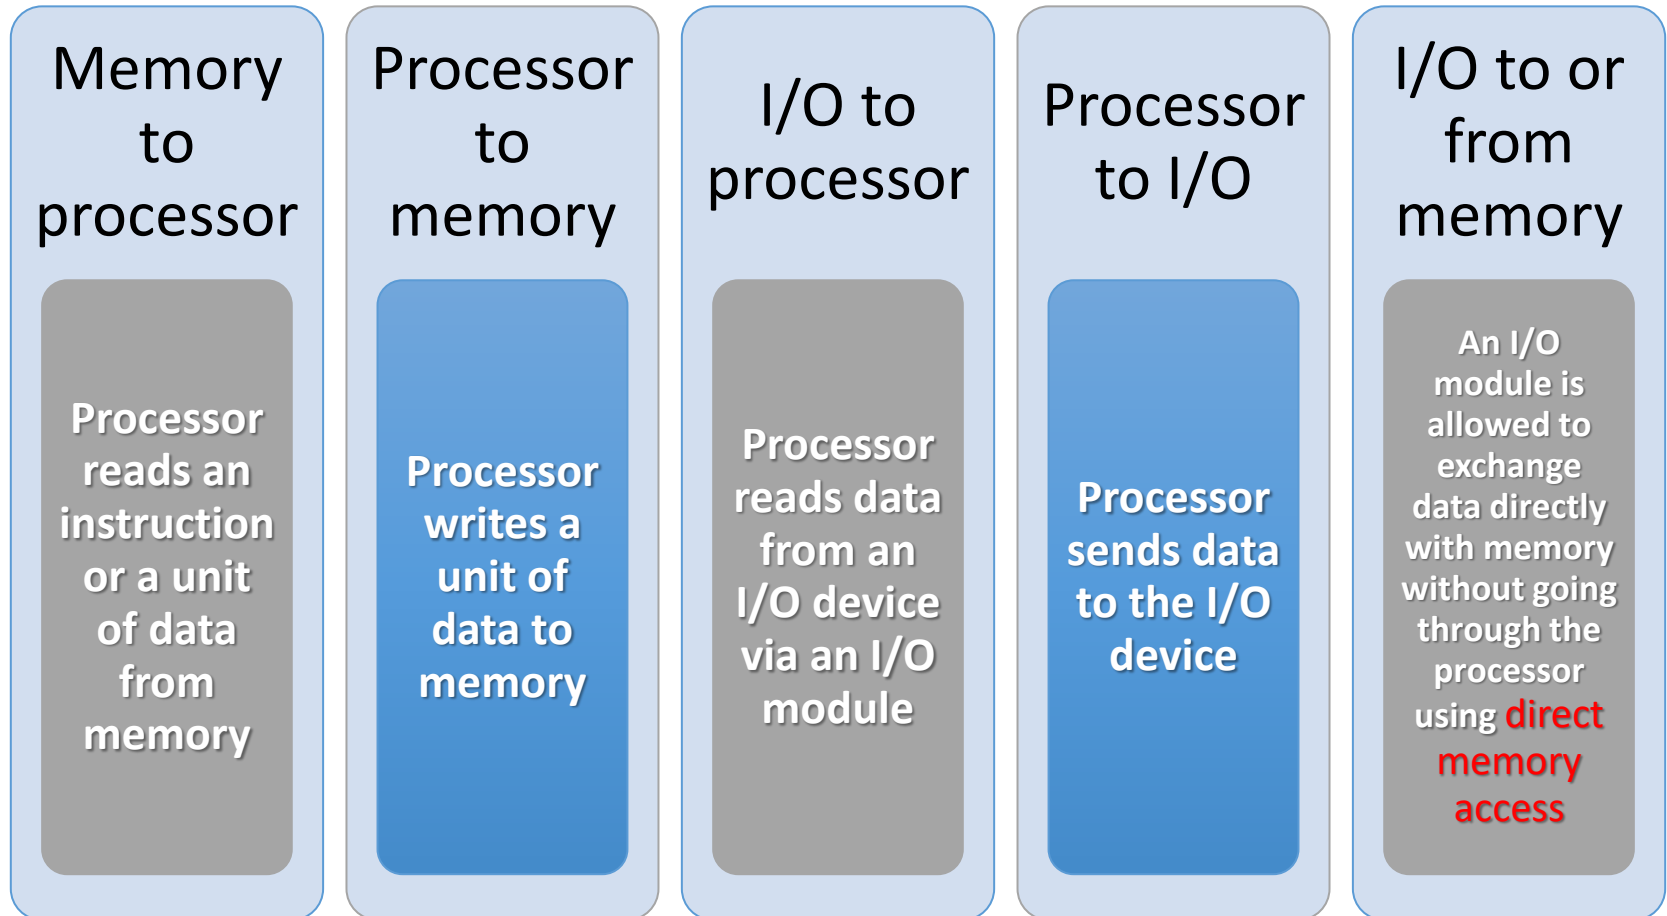 Memory
to
processor
Processor
reads an
instruction
or a unit
of data
from
memory
Processor
to
memory
Processor
writes a
unit of
data to
memory
I/O to
processor
Processor
reads data
from an
I/O device
via an I/O
module
Processor
to I/O
Processor
sends data
to the I/O
device
I/O to or
from
memory
An I/O
module is
allowed to
exchange
data directly
with memory
without going
through the
processor
using direct
memory
access